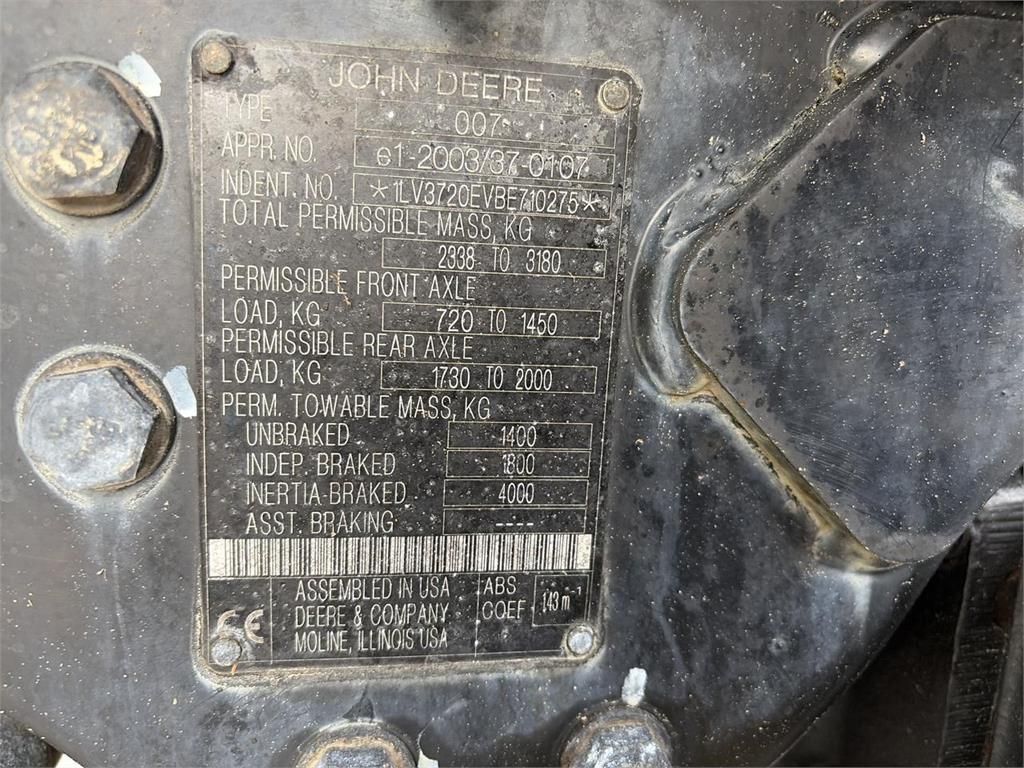 JOHN DEERE
TYPE 007
APPR. NO. e1-2003/37-0107
INDENT. NO. *1LV3720EVBE710275*
TOTAL PERMISSIBLE MASS, KG
2338 TO 3180
PERMISSIBLE FRONT AXLE
LOAD, KG 720 TO 1450
PERMISSIBLE REAR AXLE
LOAD, KG 1730 TO 2000
PERM. TOWABLE MASS, KG
UNBRAKED 1400
INDEP. BRAKED 1800
INERTIA BRAKED 4000
ASST. BRAKING ----
CE
ASSEMBLED IN USA
DEERE & COMPANY
MOLINE, ILLINOIS USA
ABS
COEF
1.43 m⁻¹